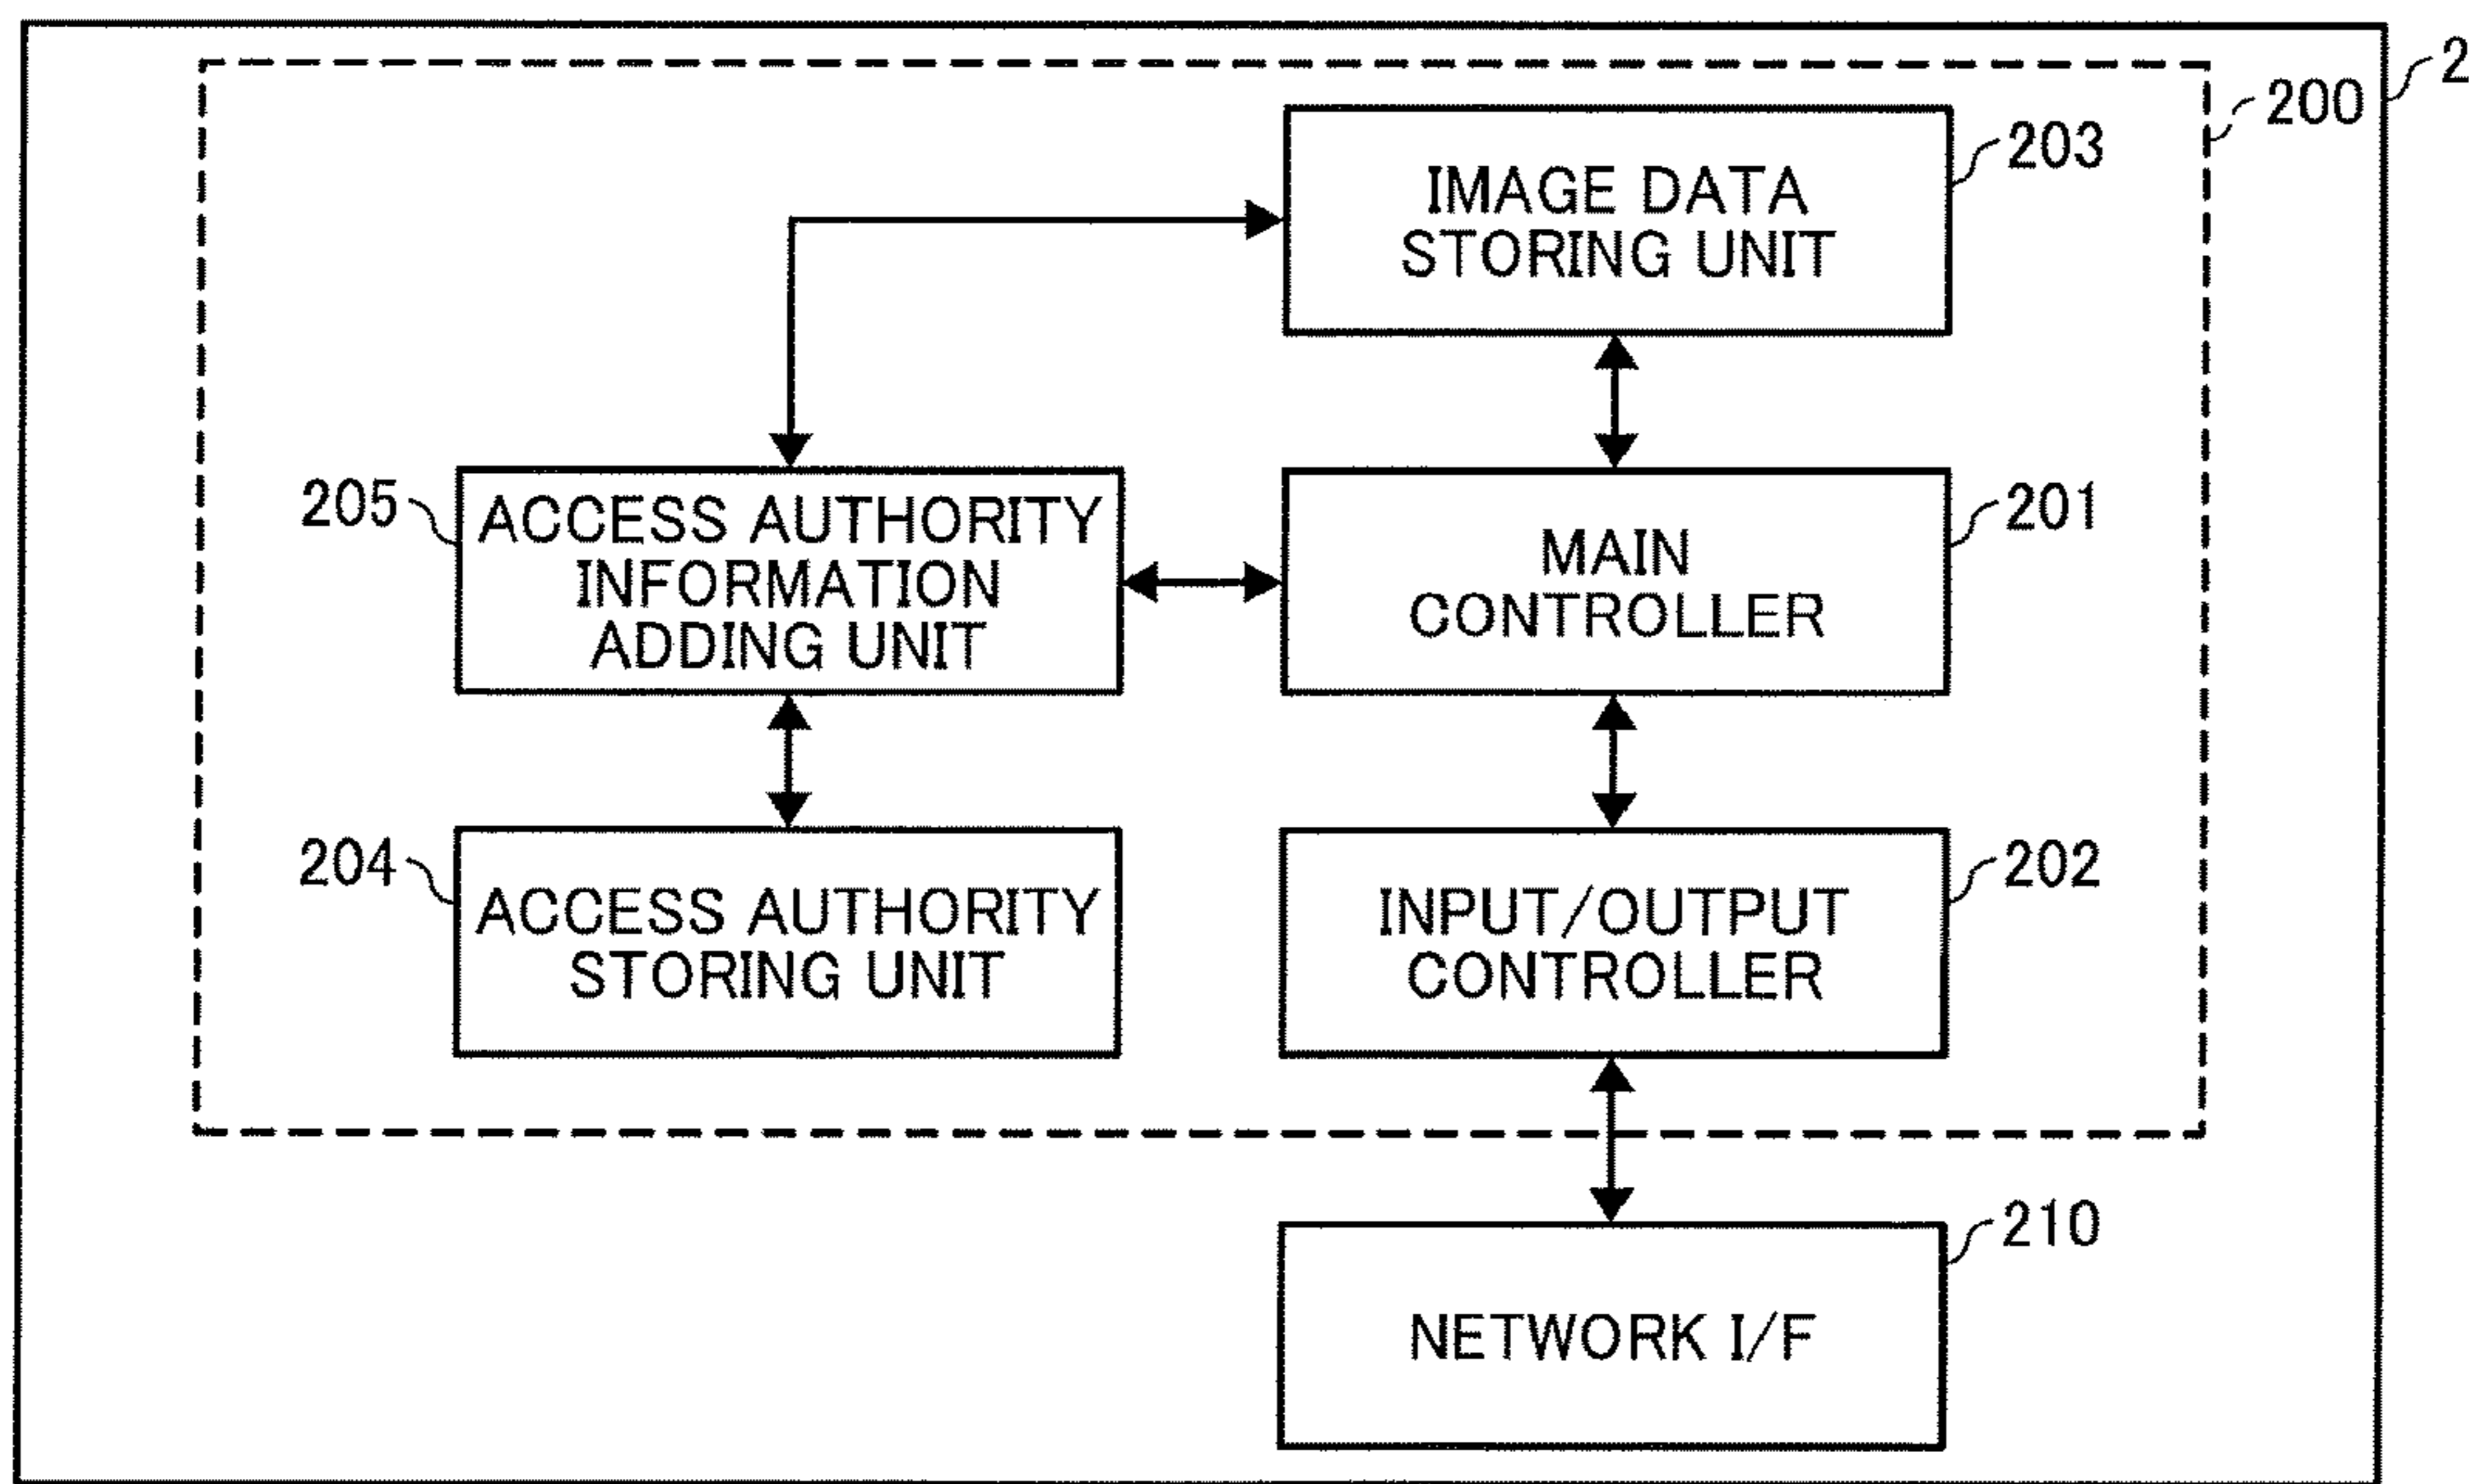 2
200
203
IMAGE DATA
STORING UNIT
205
ACCESS AUTHORITY
INFORMATION
ADDING UNIT
201
MAIN
CONTROLLER
204
ACCESS AUTHORITY
STORING UNIT
202
INPUT/OUTPUT
CONTROLLER
210
NETWORK I/F